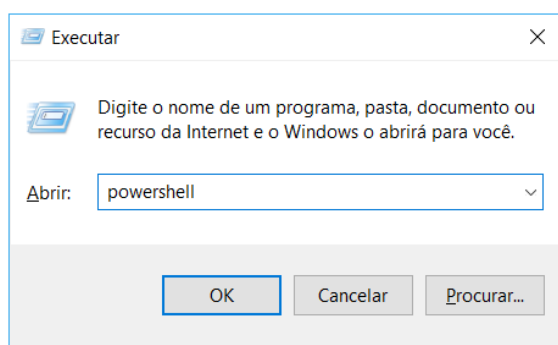 Executar
Digite o nome de um programa, pasta, documento ou
recurso da Internet e o Windows o abrirá para você.
Abrir: powershell
OK Cancelar Procurar...